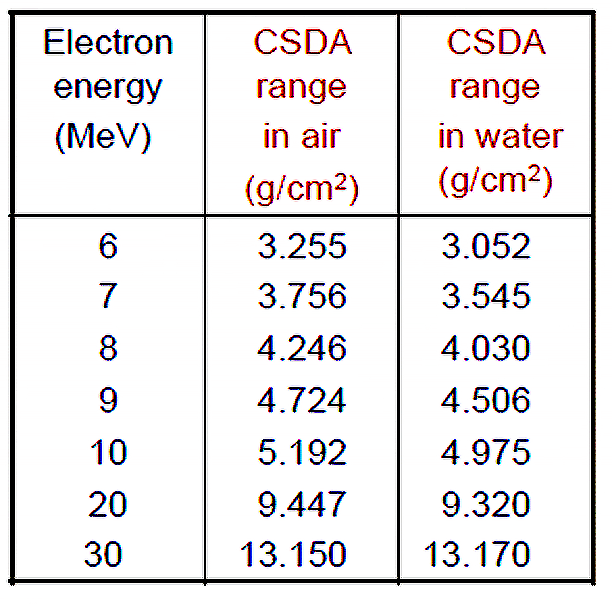 Electron CSDA CSDA
energy range range
(MeV) in air in water
(g/cm²) (g/cm²)
6 3.255 3.052
7 3.756 3.545
8 4.246 4.030
9 4.724 4.506
10 5.192 4.975
20 9.447 9.320
30 13.150 13.170